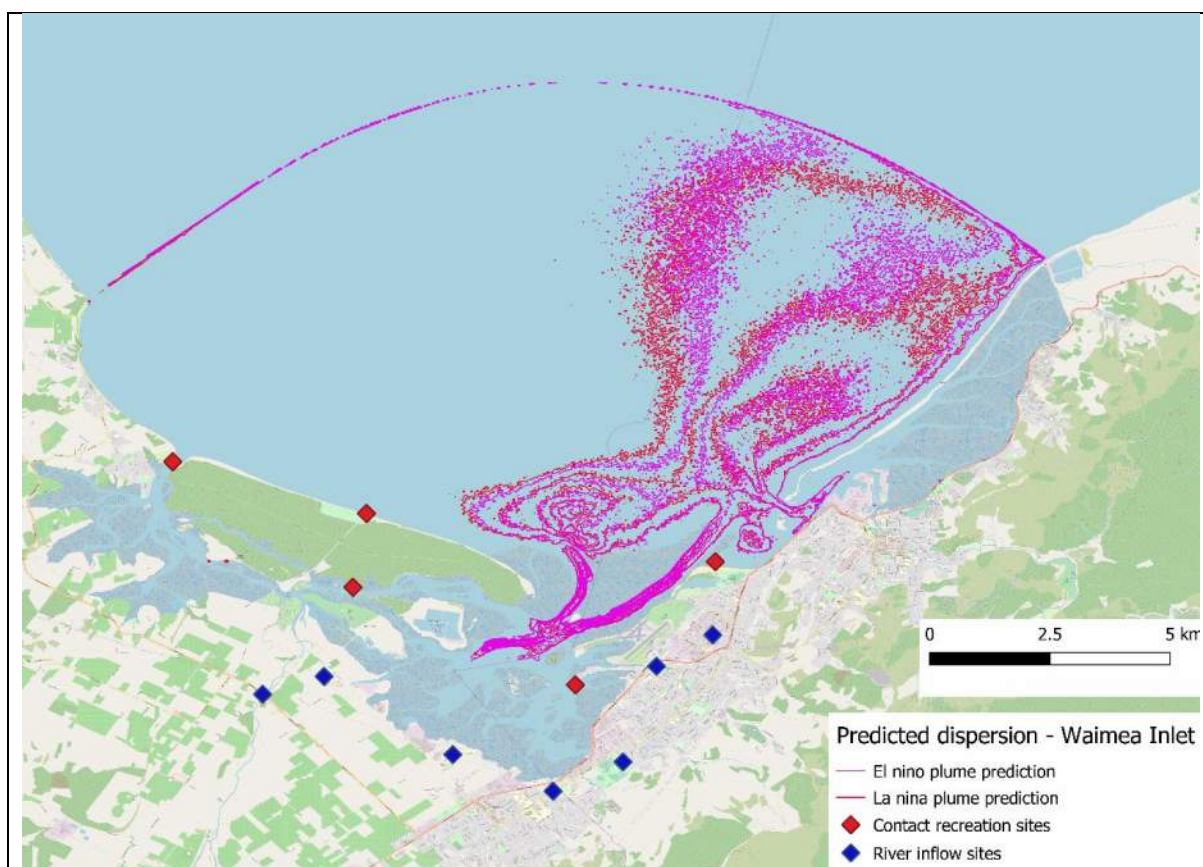 0 2.5 5 km
Predicted dispersion - Waimea Inlet
El nino plume prediction
La nina plume prediction
Contact recreation sites
River inflow sites